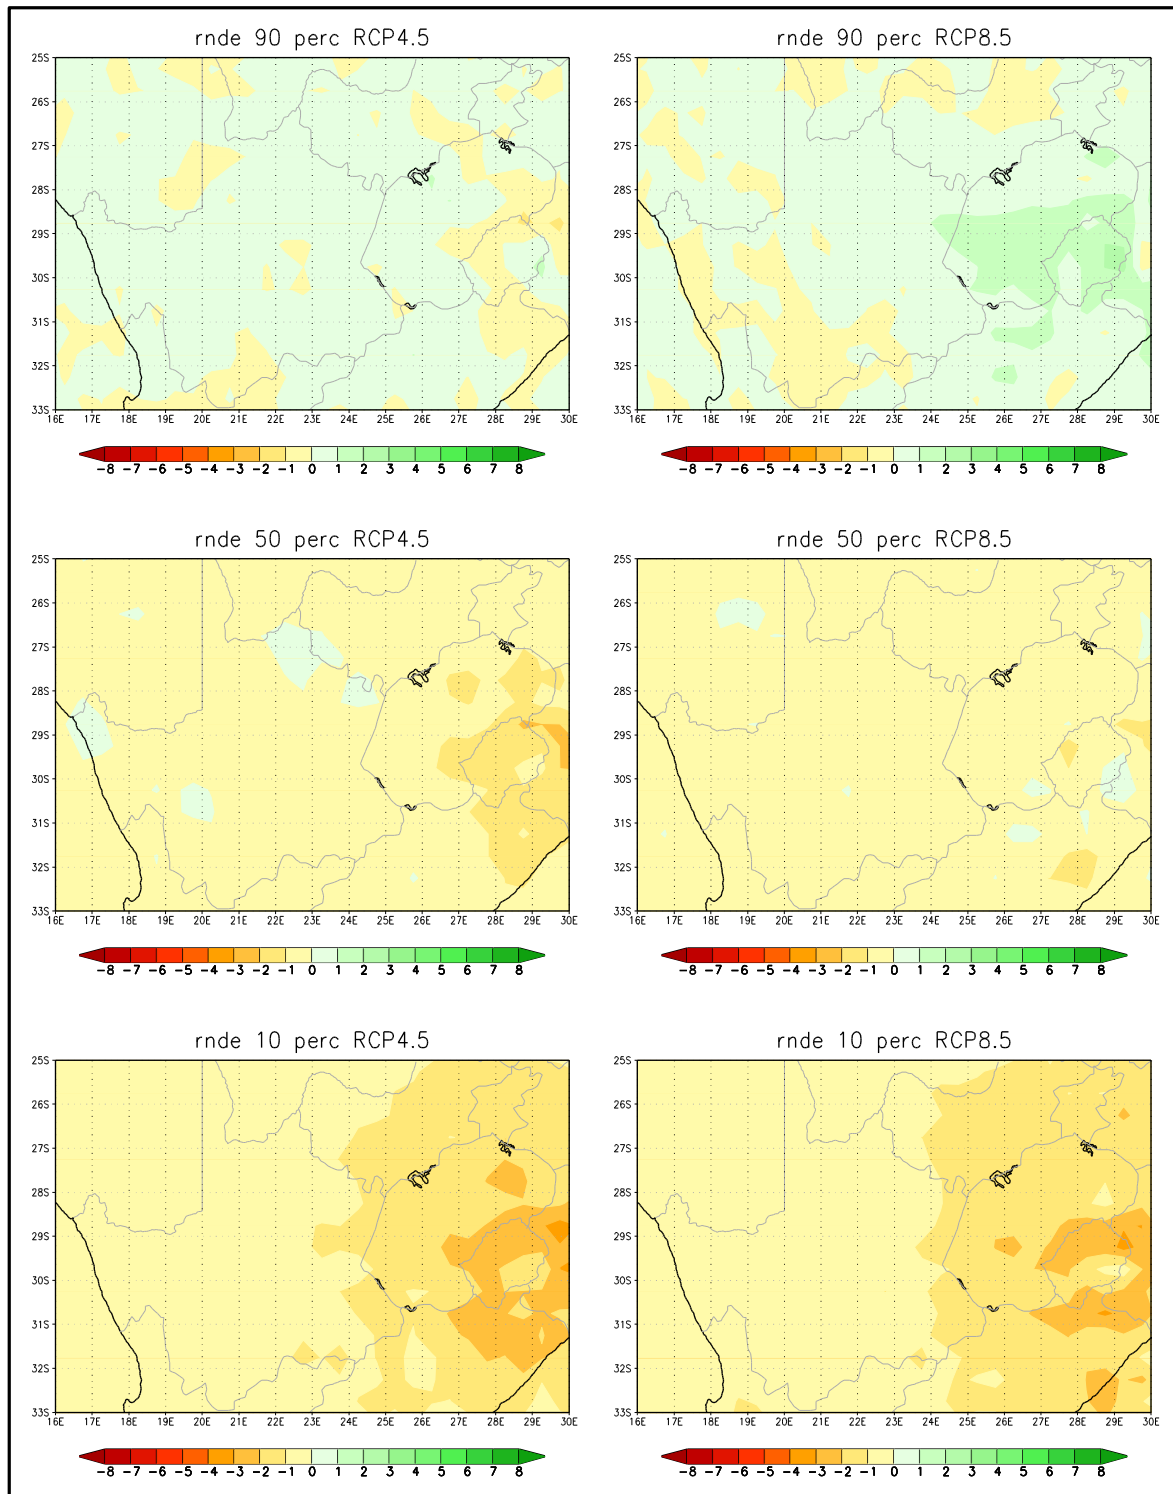 rnde 90 perc RCP4.5 rnde 90 perc RCP8.5
25S 25S
26S 26S
27S 27S
28S 28S
29S 29S
30S 30S
31S 31S
32S 32S
33S 33S
16E 17E 18E 19E 20E 21E 22E 23E 24E 25E 26E 27E 28E 29E 30E 16E 17E 18E 19E 20E 21E 22E 23E 24E 25E 26E 27E 28E 29E 30E
-8 -7 -6 -5 -4 -3 -2 -1 0 1 2 3 4 5 6 7 8 -8 -7 -6 -5 -4 -3 -2 -1 0 1 2 3 4 5 6 7 8
rnde 50 perc RCP4.5 rnde 50 perc RCP8.5
25S 25S
26S 26S
27S 27S
28S 28S
29S 29S
30S 30S
31S 31S
32S 32S
33S 33S
16E 17E 18E 19E 20E 21E 22E 23E 24E 25E 26E 27E 28E 29E 30E 16E 17E 18E 19E 20E 21E 22E 23E 24E 25E 26E 27E 28E 29E 30E
-8 -7 -6 -5 -4 -3 -2 -1 0 1 2 3 4 5 6 7 8 -8 -7 -6 -5 -4 -3 -2 -1 0 1 2 3 4 5 6 7 8
rnde 10 perc RCP4.5 rnde 10 perc RCP8.5
25S 25S
26S 26S
27S 27S
28S 28S
29S 29S
30S 30S
31S 31S
32S 32S
33S 33S
16E 17E 18E 19E 20E 21E 22E 23E 24E 25E 26E 27E 28E 29E 30E 16E 17E 18E 19E 20E 21E 22E 23E 24E 25E 26E 27E 28E 29E 30E
-8 -7 -6 -5 -4 -3 -2 -1 0 1 2 3 4 5 6 7 8 -8 -7 -6 -5 -4 -3 -2 -1 0 1 2 3 4 5 6 7 8